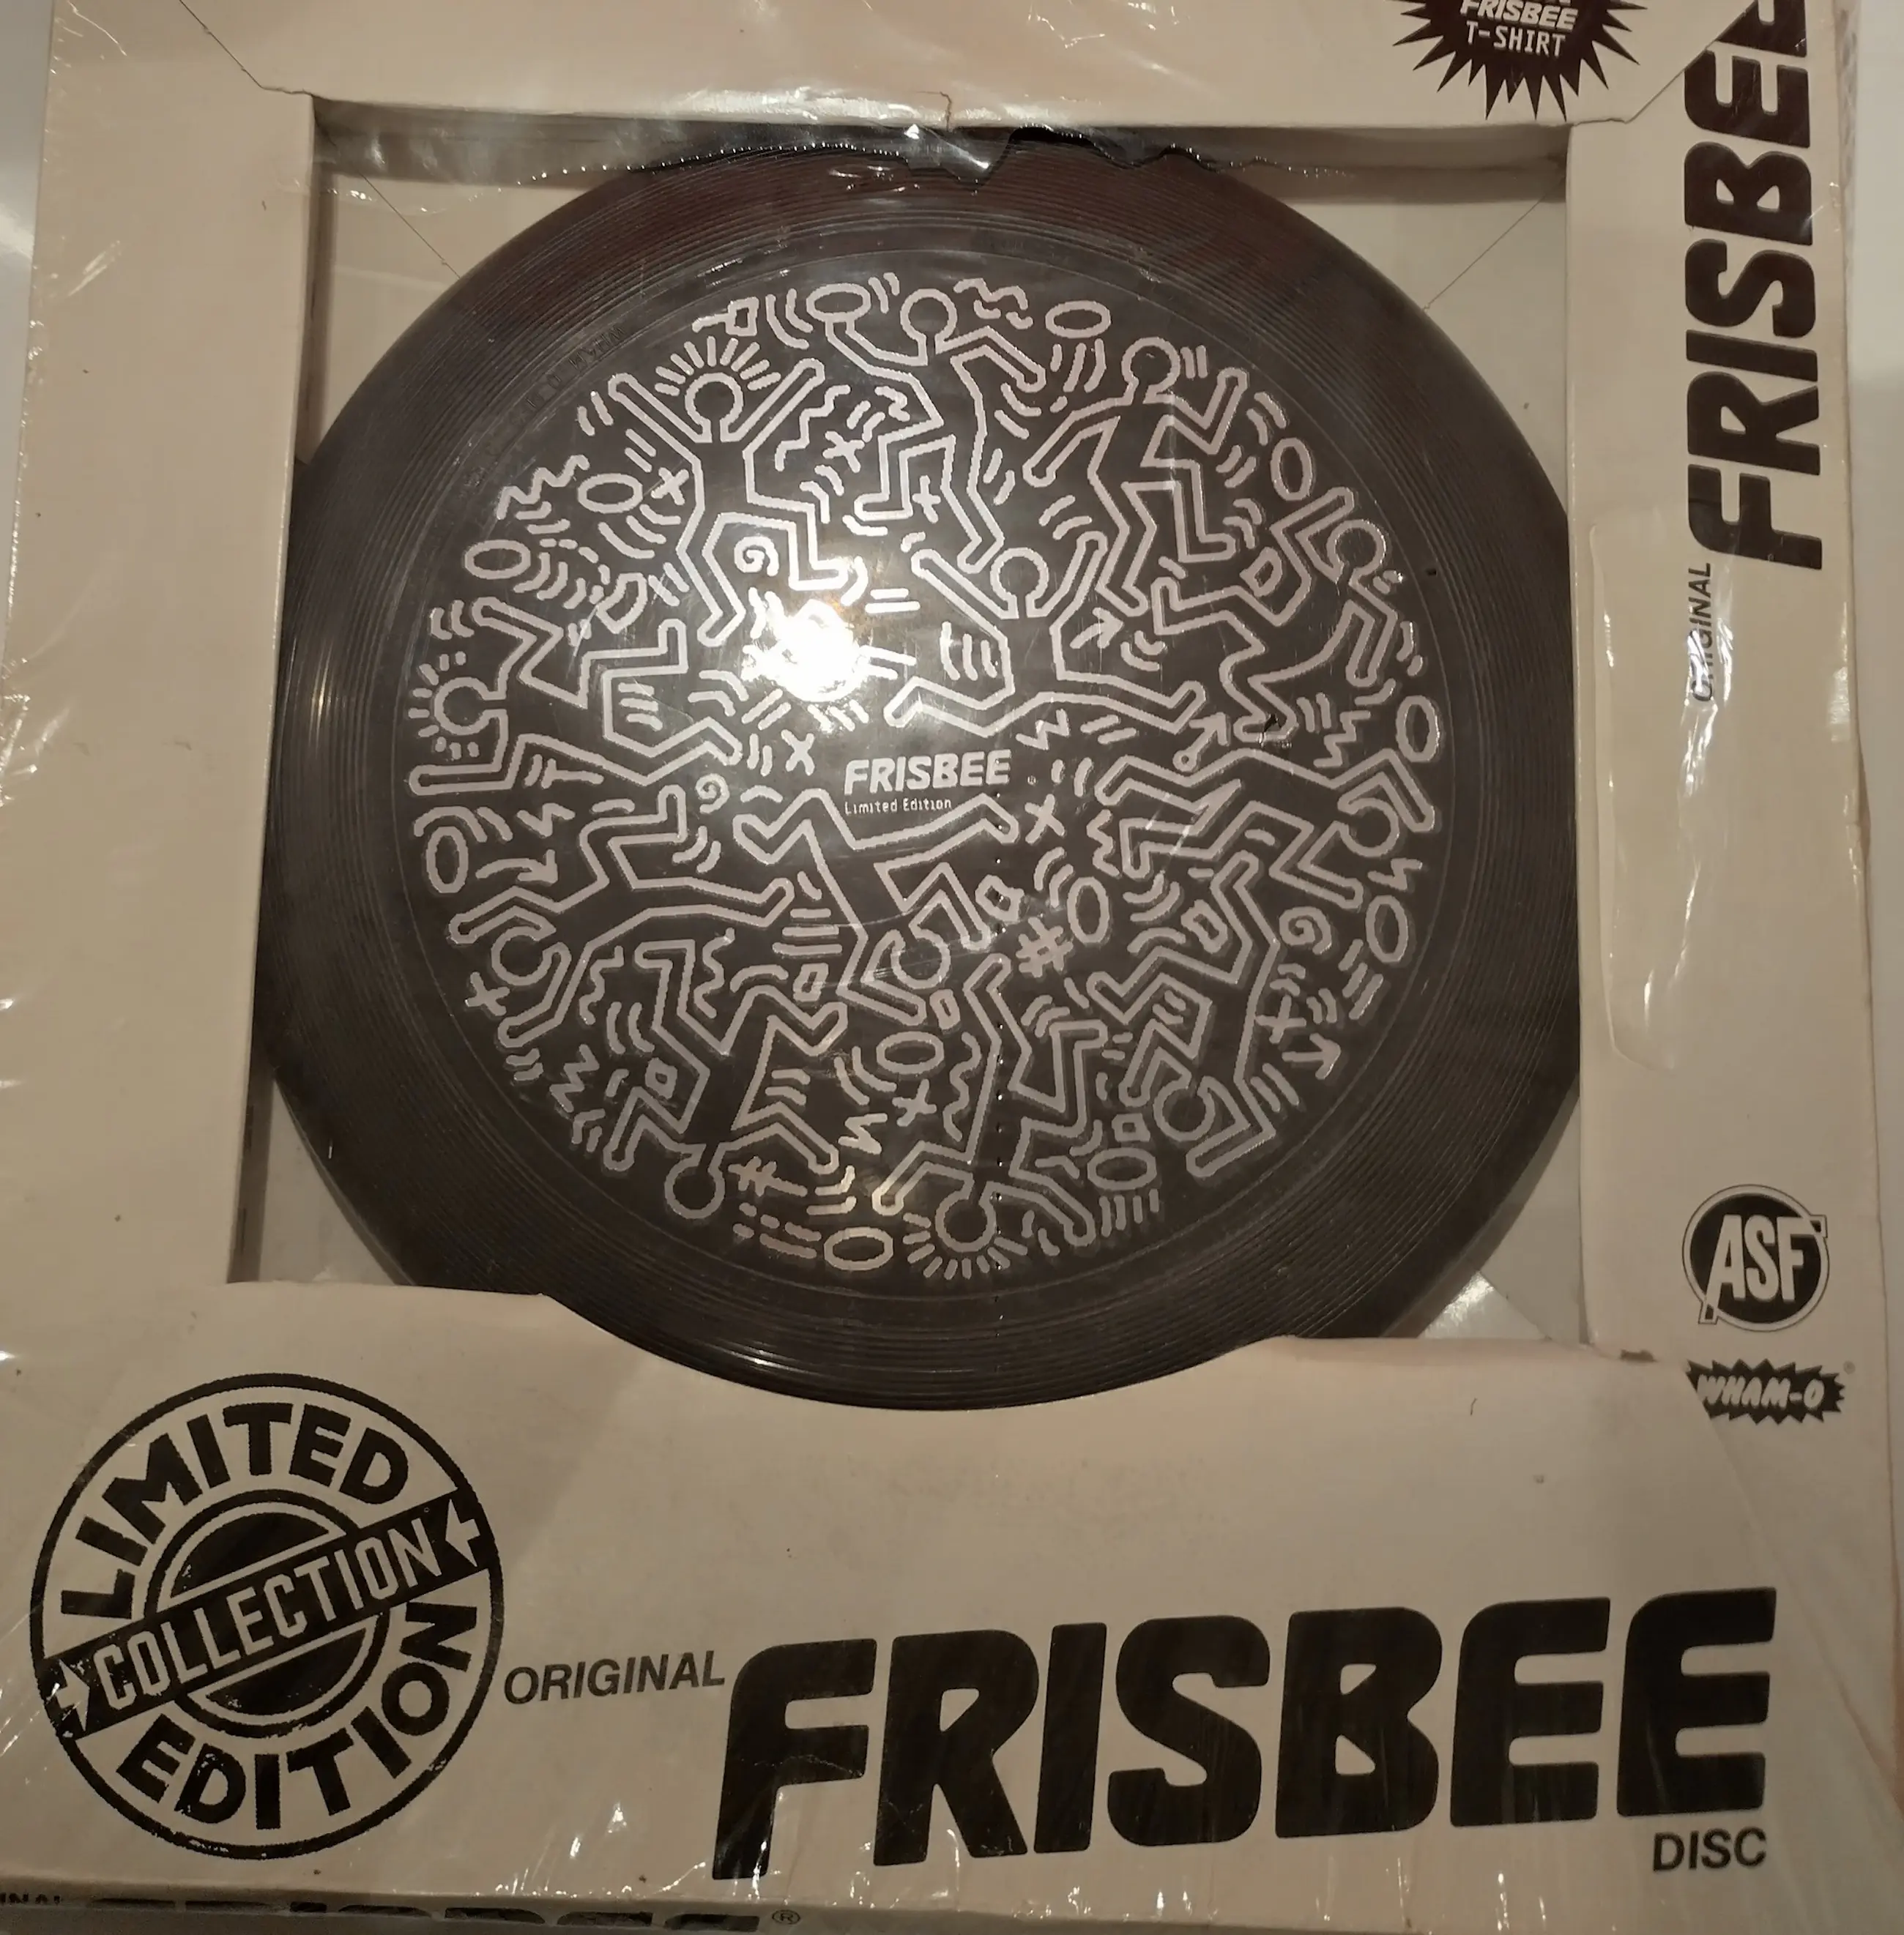 FRISBEE
T-SHIRT
ORIGINAL FRISBEE
FRISBEE
Limited Edition
ASF
WHAM-O
LIMITED
COLLECTION
EDITION
ORIGINAL FRISBEE
DISC
®